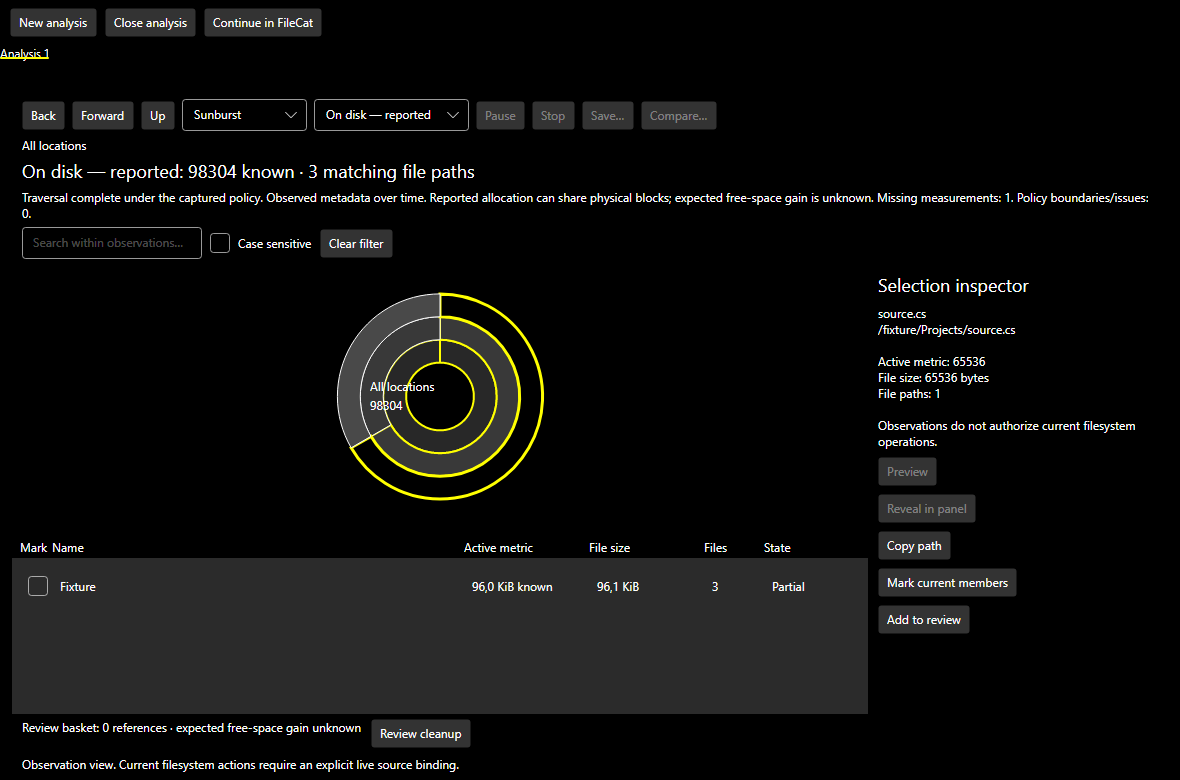 New analysis Close analysis Continue in FileCat
Analysis 1
Back Forward Up Sunburst On disk — reported Pause Stop Save... Compare...
All locations
On disk — reported: 98304 known · 3 matching file paths
Traversal complete under the captured policy. Observed metadata over time. Reported allocation can share physical blocks; expected free-space gain is unknown. Missing measurements: 1. Policy boundaries/issues:
0.
Search within observations... Case sensitive Clear filter
All locations
98304
Selection inspector
source.cs
/fixture/Projects/source.cs
Active metric: 65536
File size: 65536 bytes
File paths: 1
Observations do not authorize current filesystem
operations.
Preview
Reveal in panel
Copy path
Mark current members
Add to review
Mark Name Active metric File size Files State
Fixture 96,0 KiB known 96,1 KiB 3 Partial
Review basket: 0 references · expected free-space gain unknown Review cleanup
Observation view. Current filesystem actions require an explicit live source binding.